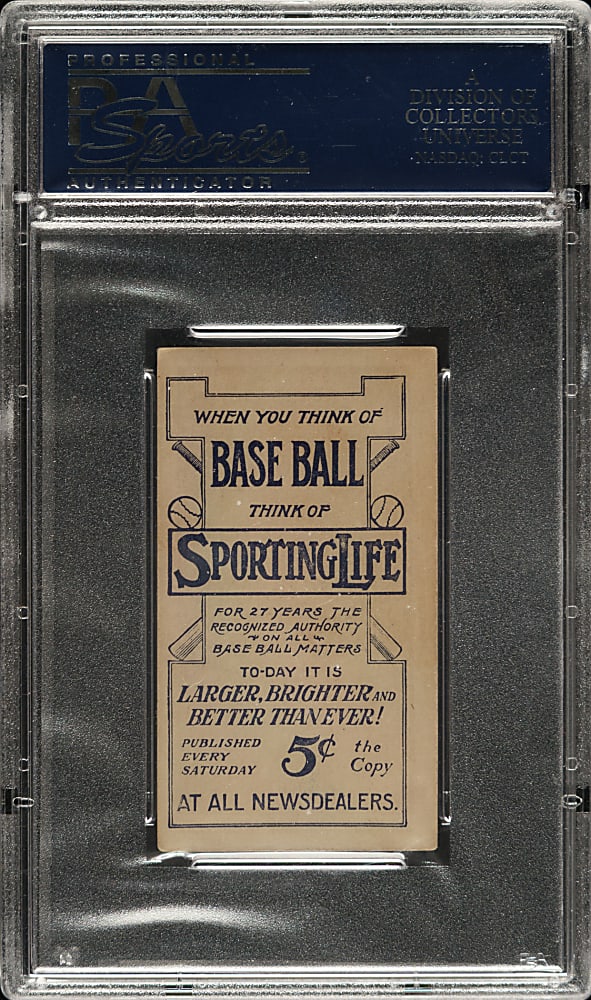 PROFESSIONAL
PSA
Sports
AUTHENTICATOR
A
DIVISION OF
COLLECTORS
UNIVERSE
NASDAQ: CLCT
WHEN YOU THINK OF
BASE BALL
THINK OF
SPORTING LIFE
FOR 27 YEARS THE
RECOGNIZED AUTHORITY
ON ALL
BASE BALL MATTERS
TO-DAY IT IS
LARGER, BRIGHTER AND
BETTER THAN EVER!
PUBLISHED
EVERY
SATURDAY
5¢
the
Copy
AT ALL NEWSDEALERS.